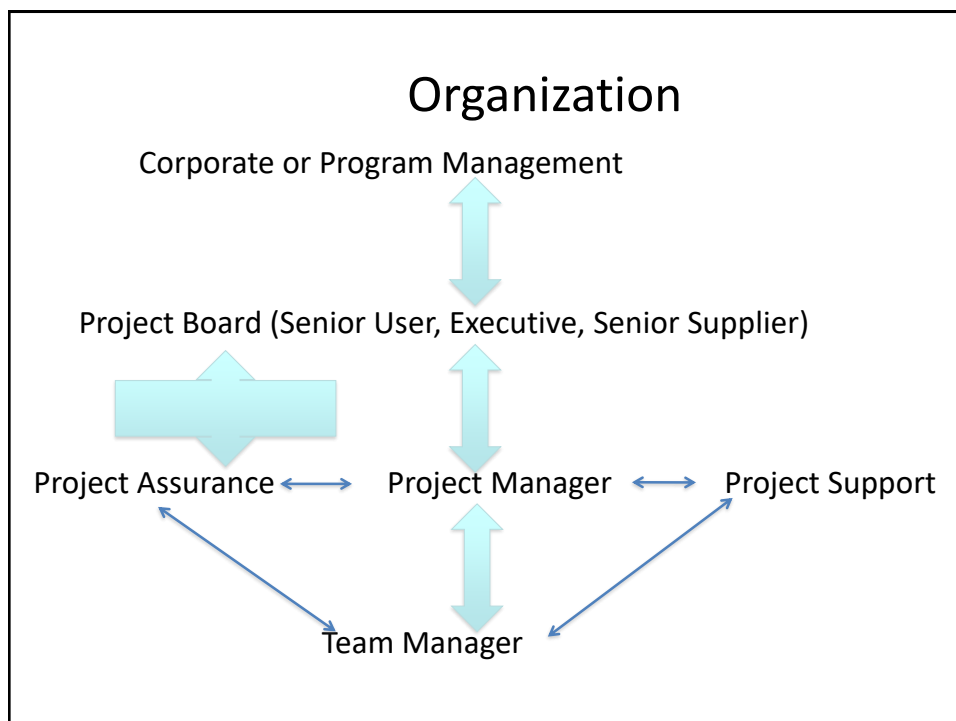 Organization
Corporate or Program Management
Project Board (Senior User, Executive, Senior Supplier)
Project Assurance
Project Manager
Project Support
Team Manager